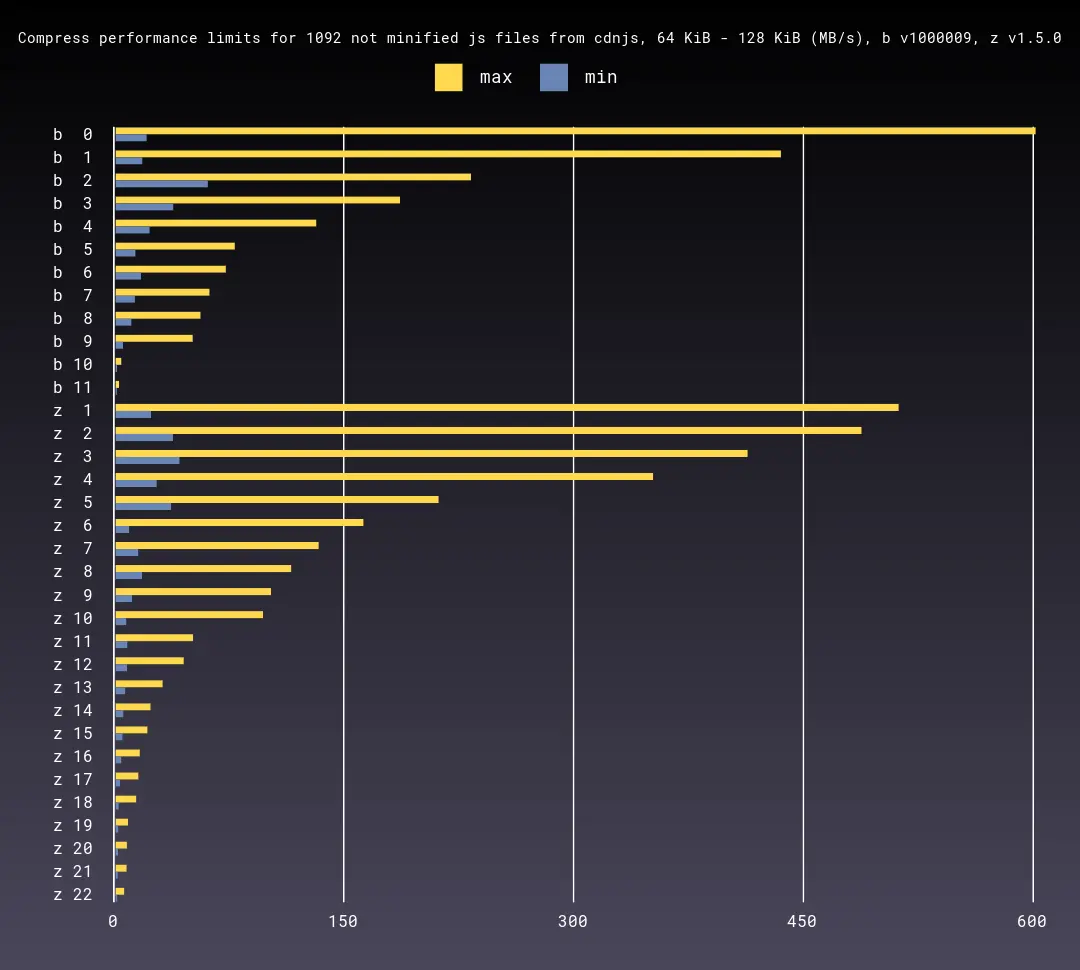 Compress performance limits for 1092 not minified js files from cdnjs, 64 KiB - 128 KiB (MB/s), b v1000009, z v1.5.0
max min
b 0
b 1
b 2
b 3
b 4
b 5
b 6
b 7
b 8
b 9
b 10
b 11
z 1
z 2
z 3
z 4
z 5
z 6
z 7
z 8
z 9
z 10
z 11
z 12
z 13
z 14
z 15
z 16
z 17
z 18
z 19
z 20
z 21
z 22
0 150 300 450 600